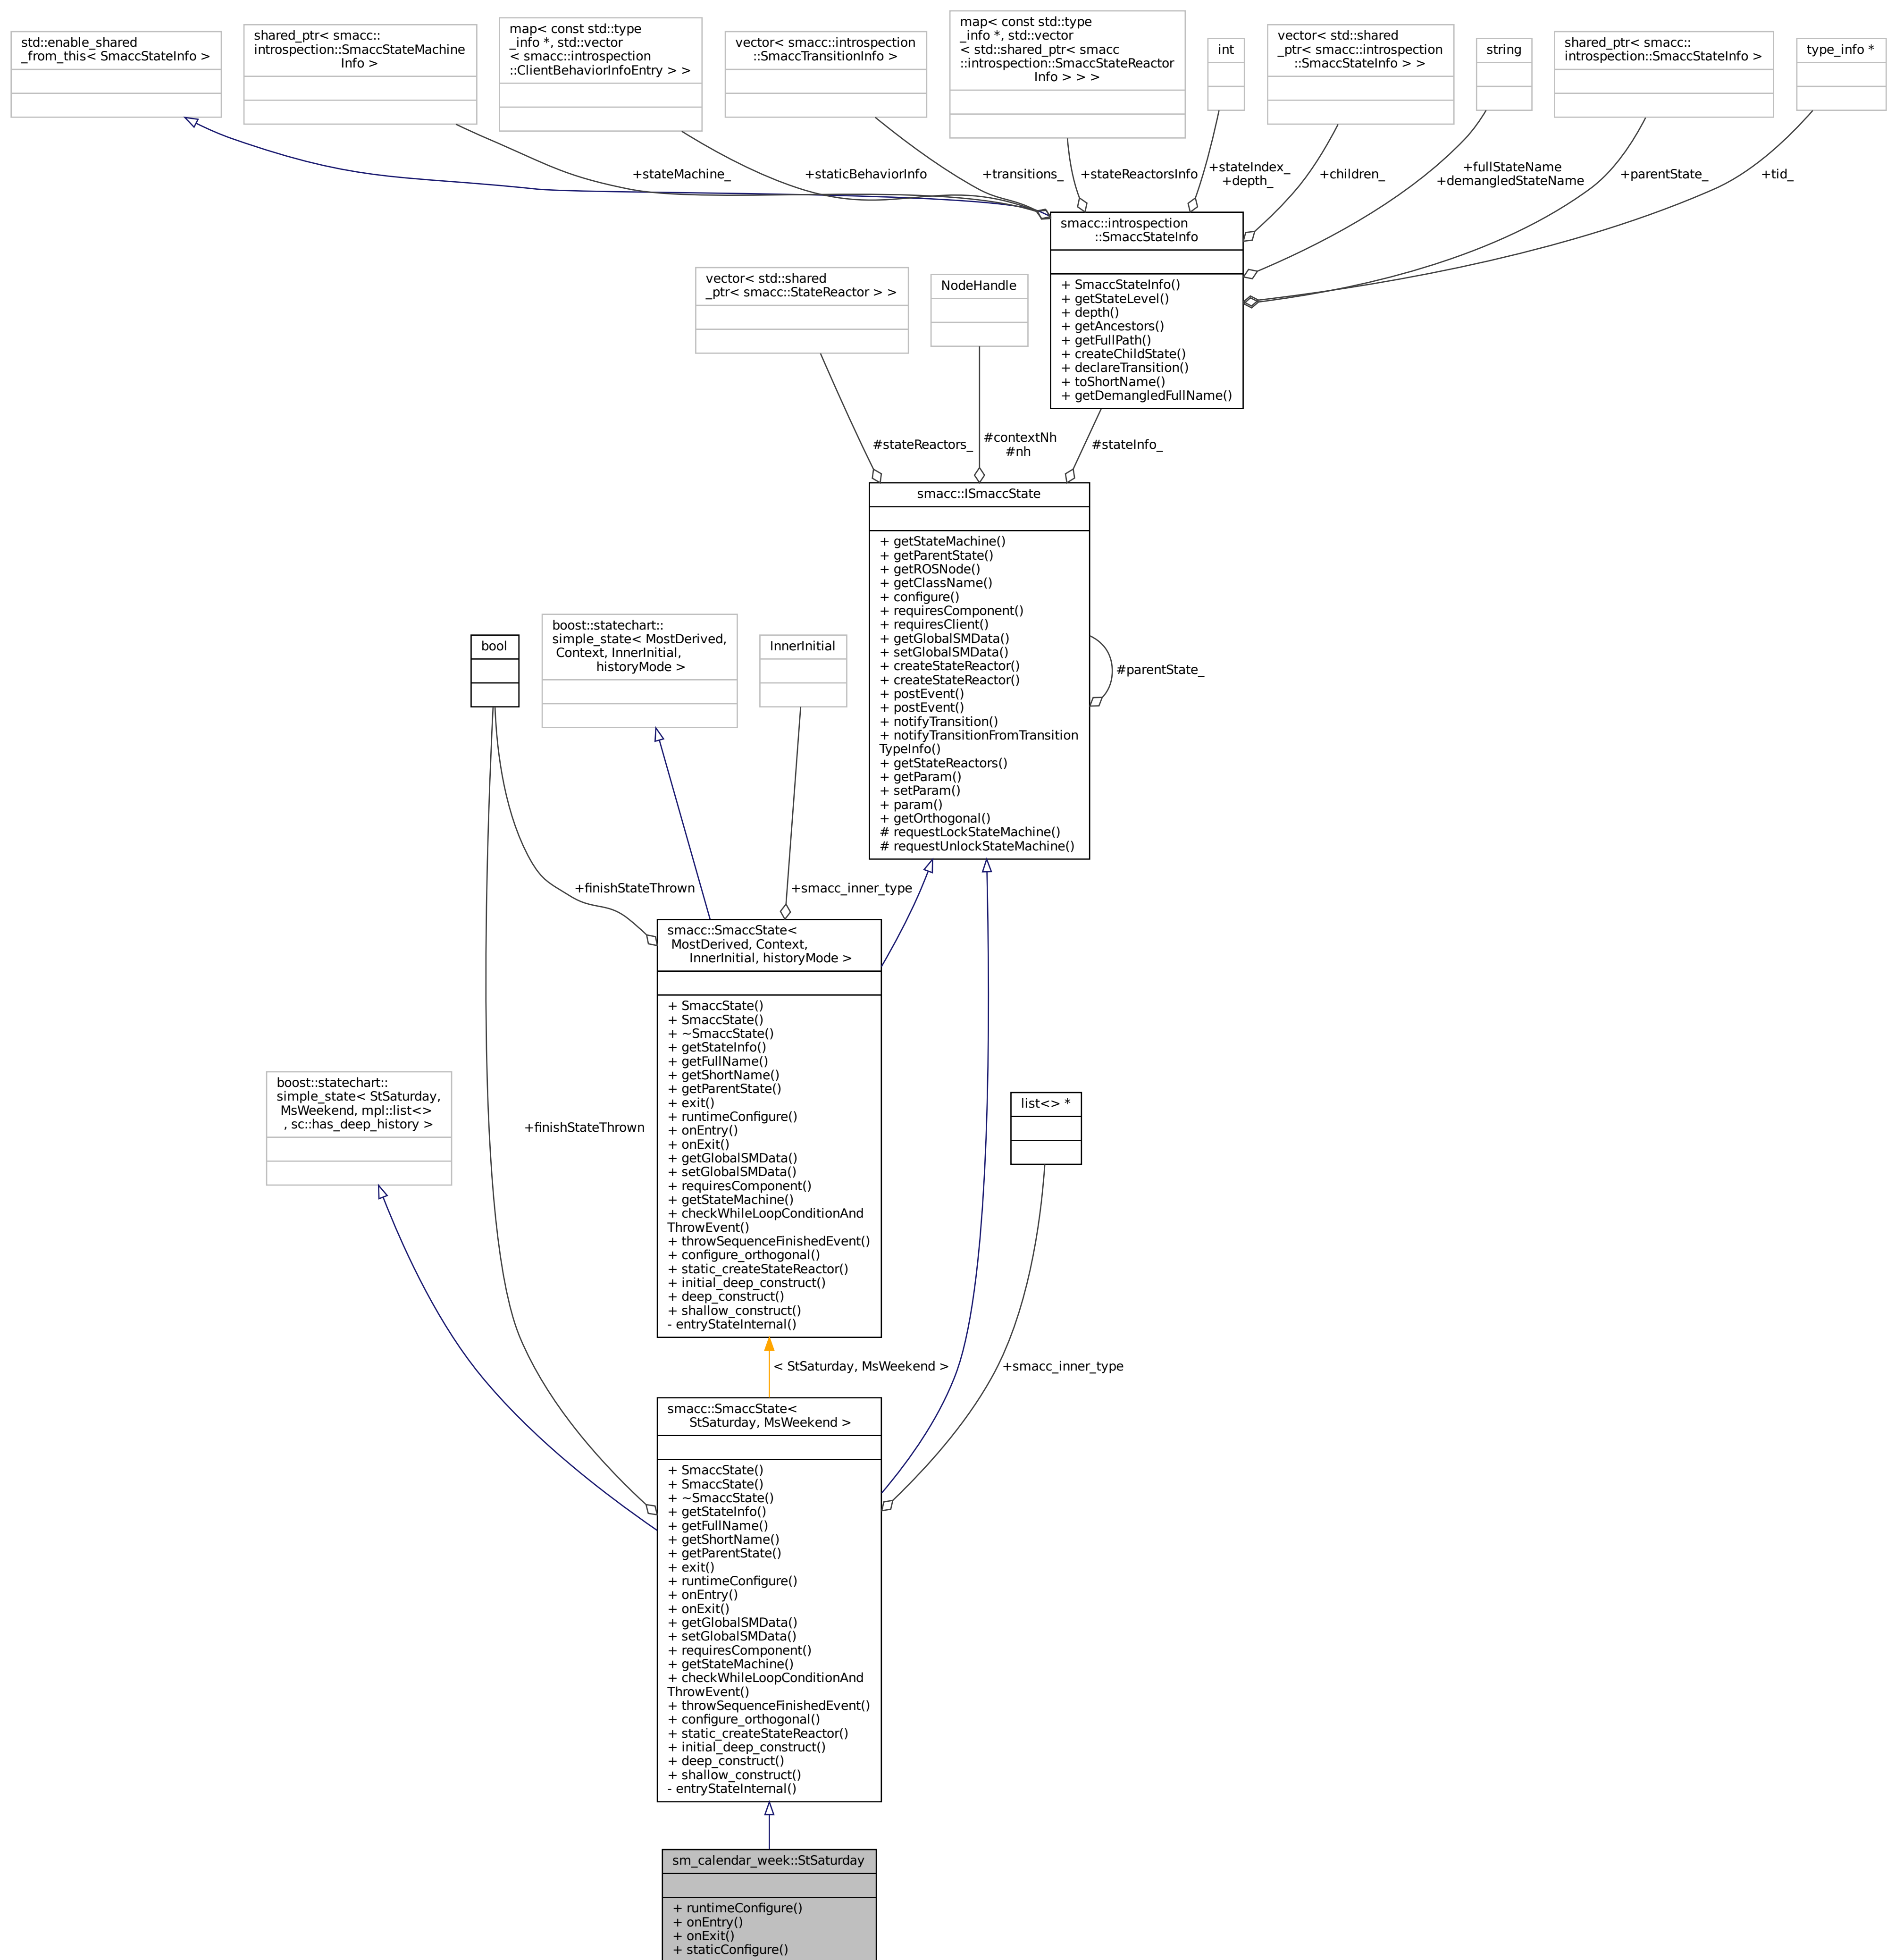 std::enable_shared
_from_this< SmaccStateInfo >
shared_ptr< smacc::
introspection::SmaccStateMachine
Info >
map< const std::type
_info *, std::vector
< smacc::introspection
::ClientBehaviorInfoEntry > >
vector< smacc::introspection
::SmaccTransitionInfo >
map< const std::type
_info *, std::vector
< std::shared_ptr< smacc
::introspection::SmaccStateReactor
Info > > >
int
vector< std::shared
_ptr< smacc::introspection
::SmaccStateInfo > >
string
shared_ptr< smacc::
introspection::SmaccStateInfo >
type_info *
+stateMachine_
+staticBehaviorInfo
+transitions_
+stateReactorsInfo
+stateIndex_
+depth_
+children_
+fullStateName
+demangledStateName
+parentState_
+tid_
smacc::introspection
::SmaccStateInfo
+ SmaccStateInfo()
+ getStateLevel()
+ depth()
+ getAncestors()
+ getFullPath()
+ createChildState()
+ declareTransition()
+ toShortName()
+ getDemangledFullName()
vector< std::shared
_ptr< smacc::StateReactor > >
NodeHandle
#stateReactors_
#contextNh
#nh
#stateInfo_
smacc::ISmaccState
+ getStateMachine()
+ getParentState()
+ getROSNode()
+ getClassName()
+ configure()
+ requiresComponent()
+ requiresClient()
+ getGlobalSMData()
+ setGlobalSMData()
+ createStateReactor()
+ createStateReactor()
+ postEvent()
+ postEvent()
+ notifyTransition()
+ notifyTransitionFromTransition
TypeInfo()
+ getStateReactors()
+ getParam()
+ setParam()
+ param()
+ getOrthogonal()
# requestLockStateMachine()
# requestUnlockStateMachine()
#parentState_
bool
boost::statechart::
simple_state< MostDerived,
Context, InnerInitial,
historyMode >
InnerInitial
+finishStateThrown
+smacc_inner_type
smacc::SmaccState<
MostDerived, Context,
InnerInitial, historyMode >
+ SmaccState()
+ SmaccState()
+ ~SmaccState()
+ getStateInfo()
+ getFullName()
+ getShortName()
+ getParentState()
+ exit()
+ runtimeConfigure()
+ onEntry()
+ onExit()
+ getGlobalSMData()
+ setGlobalSMData()
+ requiresComponent()
+ getStateMachine()
+ checkWhileLoopConditionAnd
ThrowEvent()
+ throwSequenceFinishedEvent()
+ configure_orthogonal()
+ static_createStateReactor()
+ initial_deep_construct()
+ deep_construct()
+ shallow_construct()
- entryStateInternal()
boost::statechart::
simple_state< StSaturday,
MsWeekend, mpl::list<>
, sc::has_deep_history >
+finishStateThrown
list<> *
< StSaturday, MsWeekend >
+smacc_inner_type
smacc::SmaccState<
StSaturday, MsWeekend >
+ SmaccState()
+ SmaccState()
+ ~SmaccState()
+ getStateInfo()
+ getFullName()
+ getShortName()
+ getParentState()
+ exit()
+ runtimeConfigure()
+ onEntry()
+ onExit()
+ getGlobalSMData()
+ setGlobalSMData()
+ requiresComponent()
+ getStateMachine()
+ checkWhileLoopConditionAnd
ThrowEvent()
+ throwSequenceFinishedEvent()
+ configure_orthogonal()
+ static_createStateReactor()
+ initial_deep_construct()
+ deep_construct()
+ shallow_construct()
- entryStateInternal()
sm_calendar_week::StSaturday
+ runtimeConfigure()
+ onEntry()
+ onExit()
+ staticConfigure()